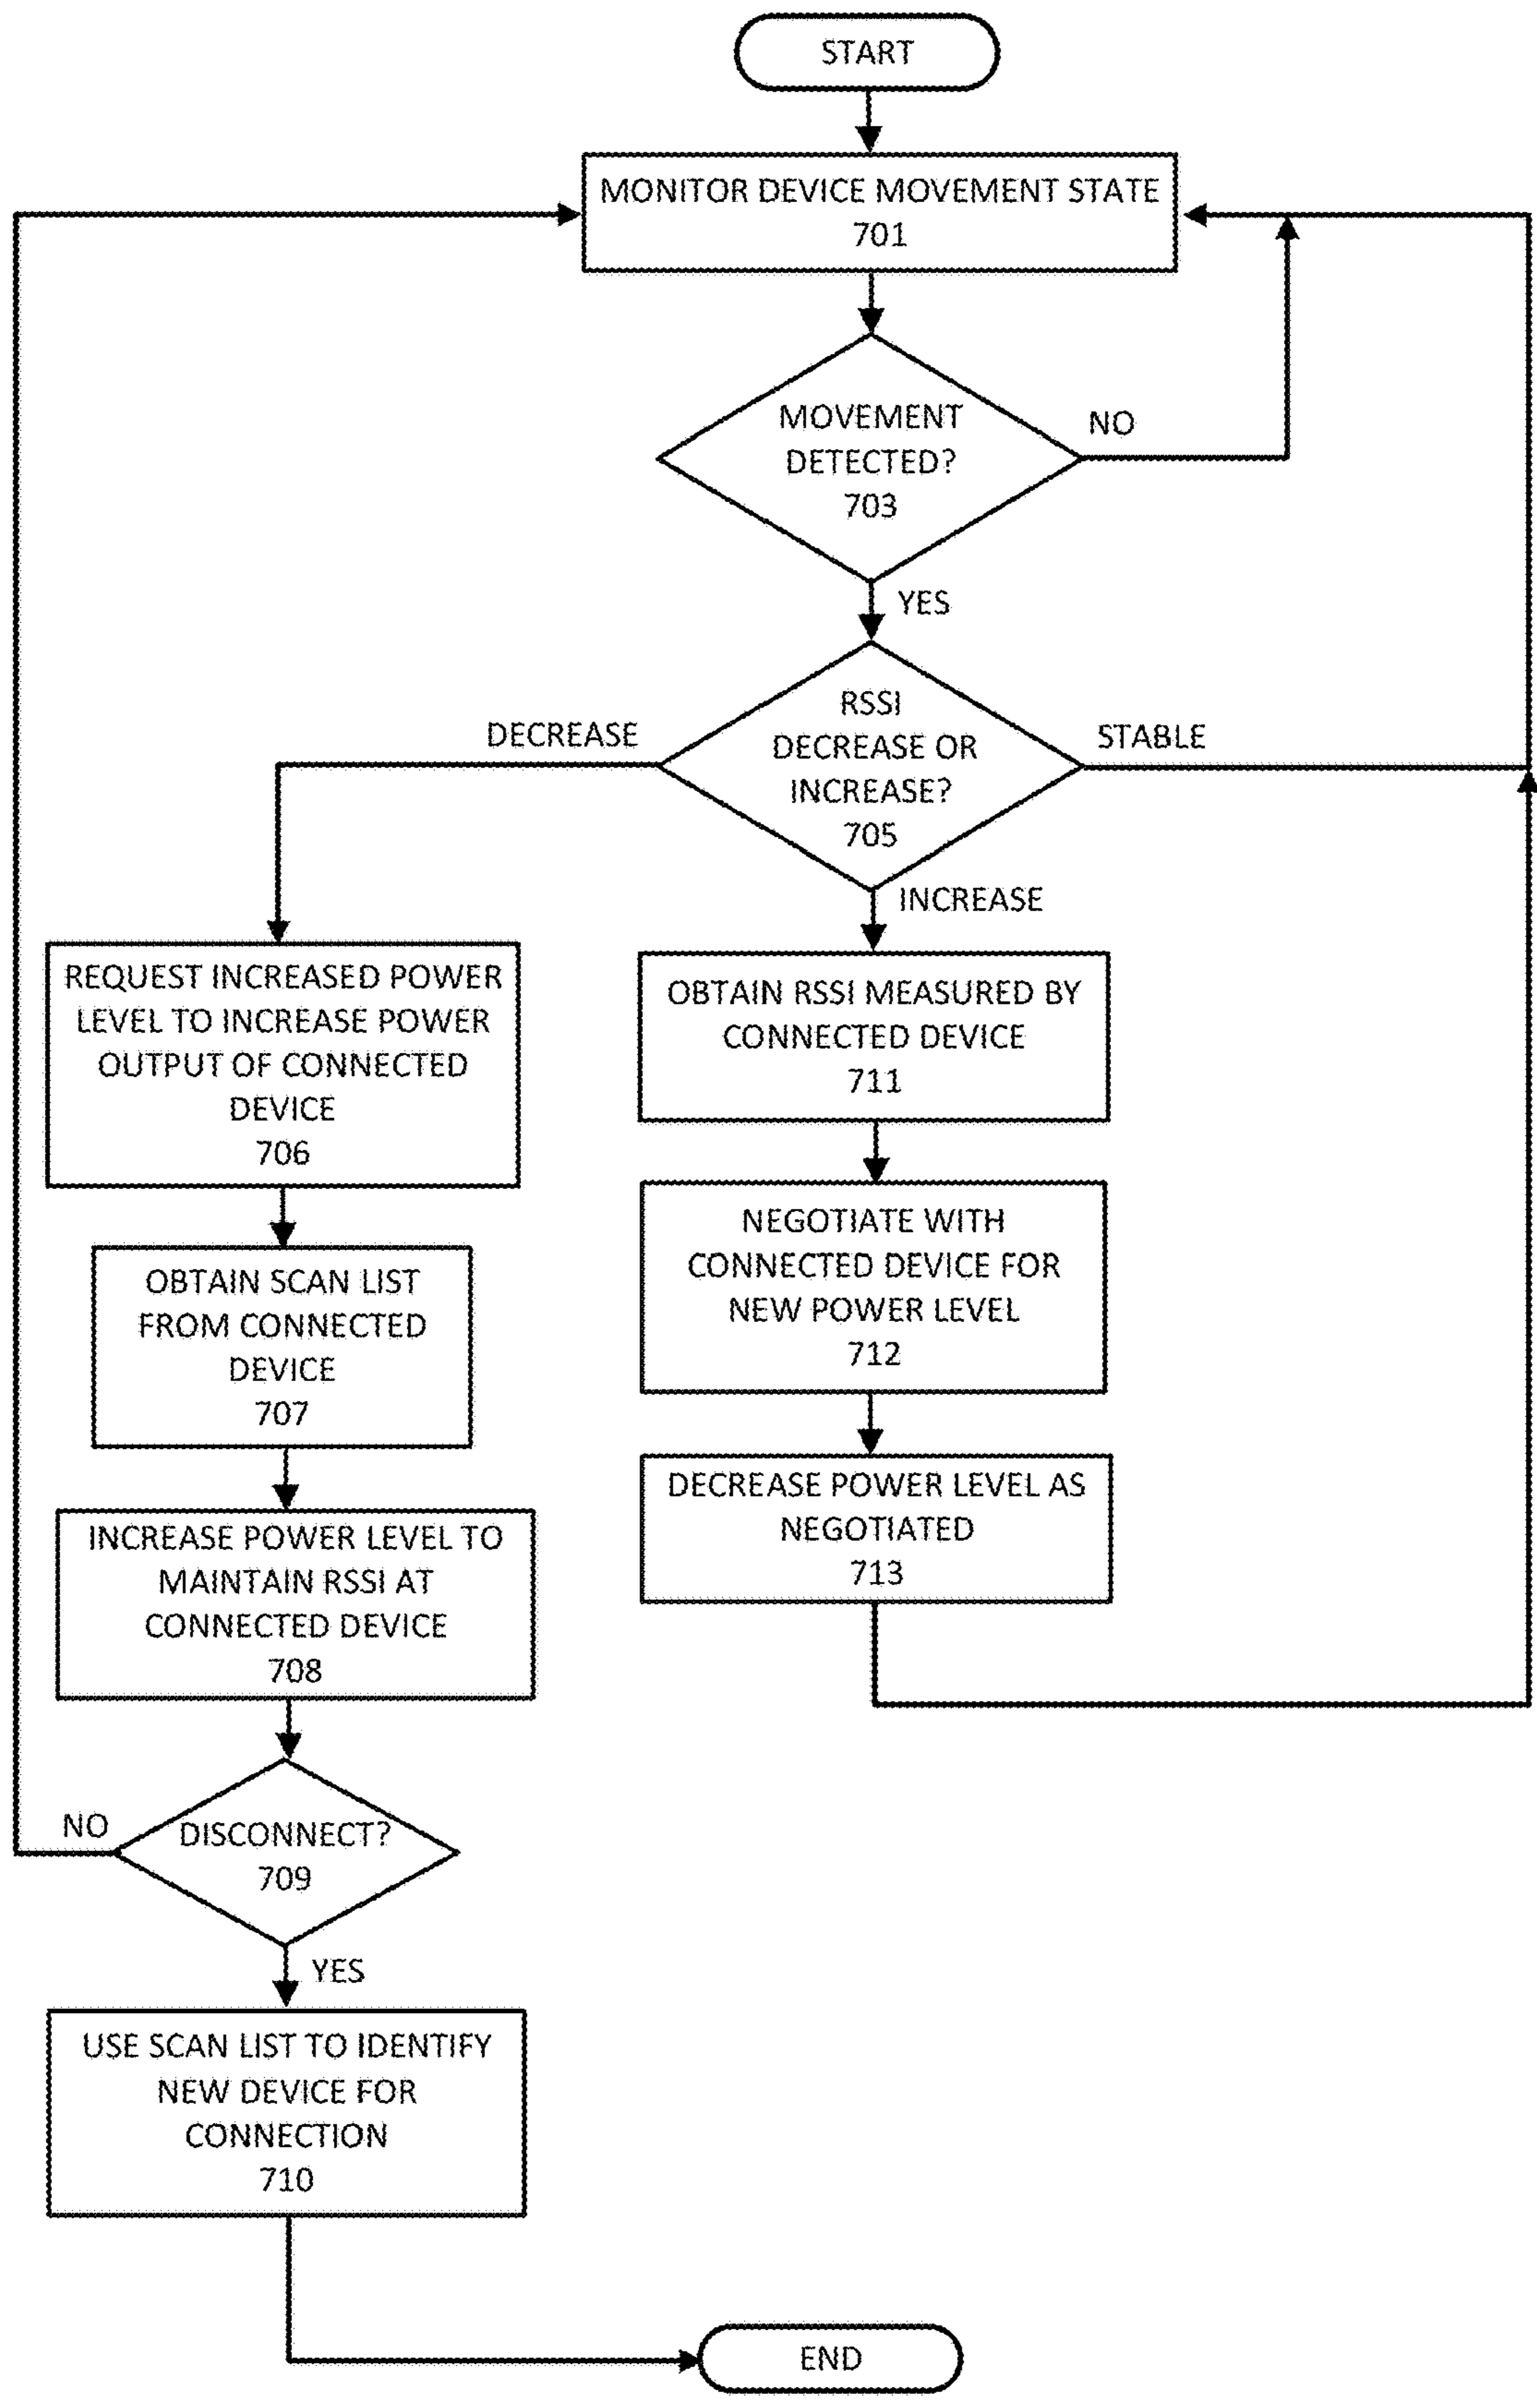 START
MONITOR DEVICE MOVEMENT STATE
701
MOVEMENT
DETECTED?
703
NO
YES
RSSI
DECREASE OR
INCREASE?
705
DECREASE
STABLE
INCREASE
REQUEST INCREASED POWER
LEVEL TO INCREASE POWER
OUTPUT OF CONNECTED
DEVICE
706
OBTAIN SCAN LIST
FROM CONNECTED
DEVICE
707
INCREASE POWER LEVEL TO
MAINTAIN RSSI AT
CONNECTED DEVICE
708
DISCONNECT?
709
NO
YES
USE SCAN LIST TO IDENTIFY
NEW DEVICE FOR
CONNECTION
710
OBTAIN RSSI MEASURED BY
CONNECTED DEVICE
711
NEGOTIATE WITH
CONNECTED DEVICE FOR
NEW POWER LEVEL
712
DECREASE POWER LEVEL AS
NEGOTIATED
713
END